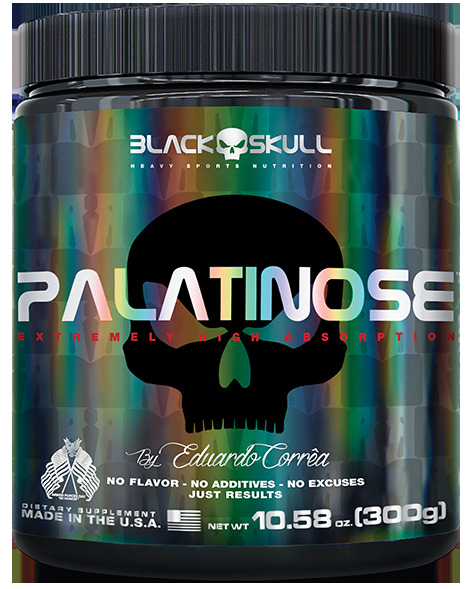 BLACK SKULL
HEAVY SPORTS NUTRITION
PALATINOSE
EXTREMELY HIGH ABSORPTION
By Eduardo Corrêa
NO FLAVOR - NO ADDITIVES - NO EXCUSES
JUST RESULTS
DIETARY SUPPLEMENT
MADE IN THE U.S.A.
NET WT 10.58 oz. (300g)